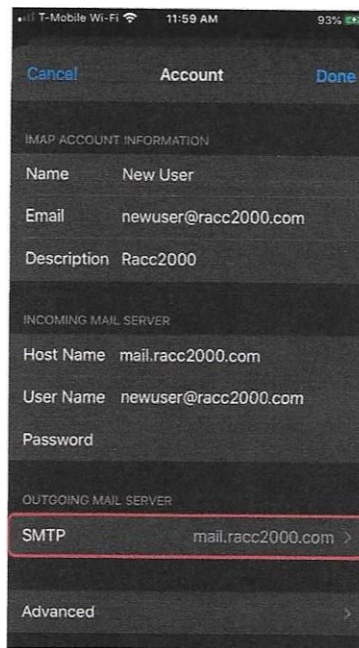 T-Mobile Wi-Fi 11:59 AM 93%
Cancel Account Done
IMAP ACCOUNT INFORMATION
Name New User
Email newuser@racc2000.com
Description Racc2000
INCOMING MAIL SERVER
Host Name mail.racc2000.com
User Name newuser@racc2000.com
Password
OUTGOING MAIL SERVER
SMTP mail.racc2000.com >
Advanced >